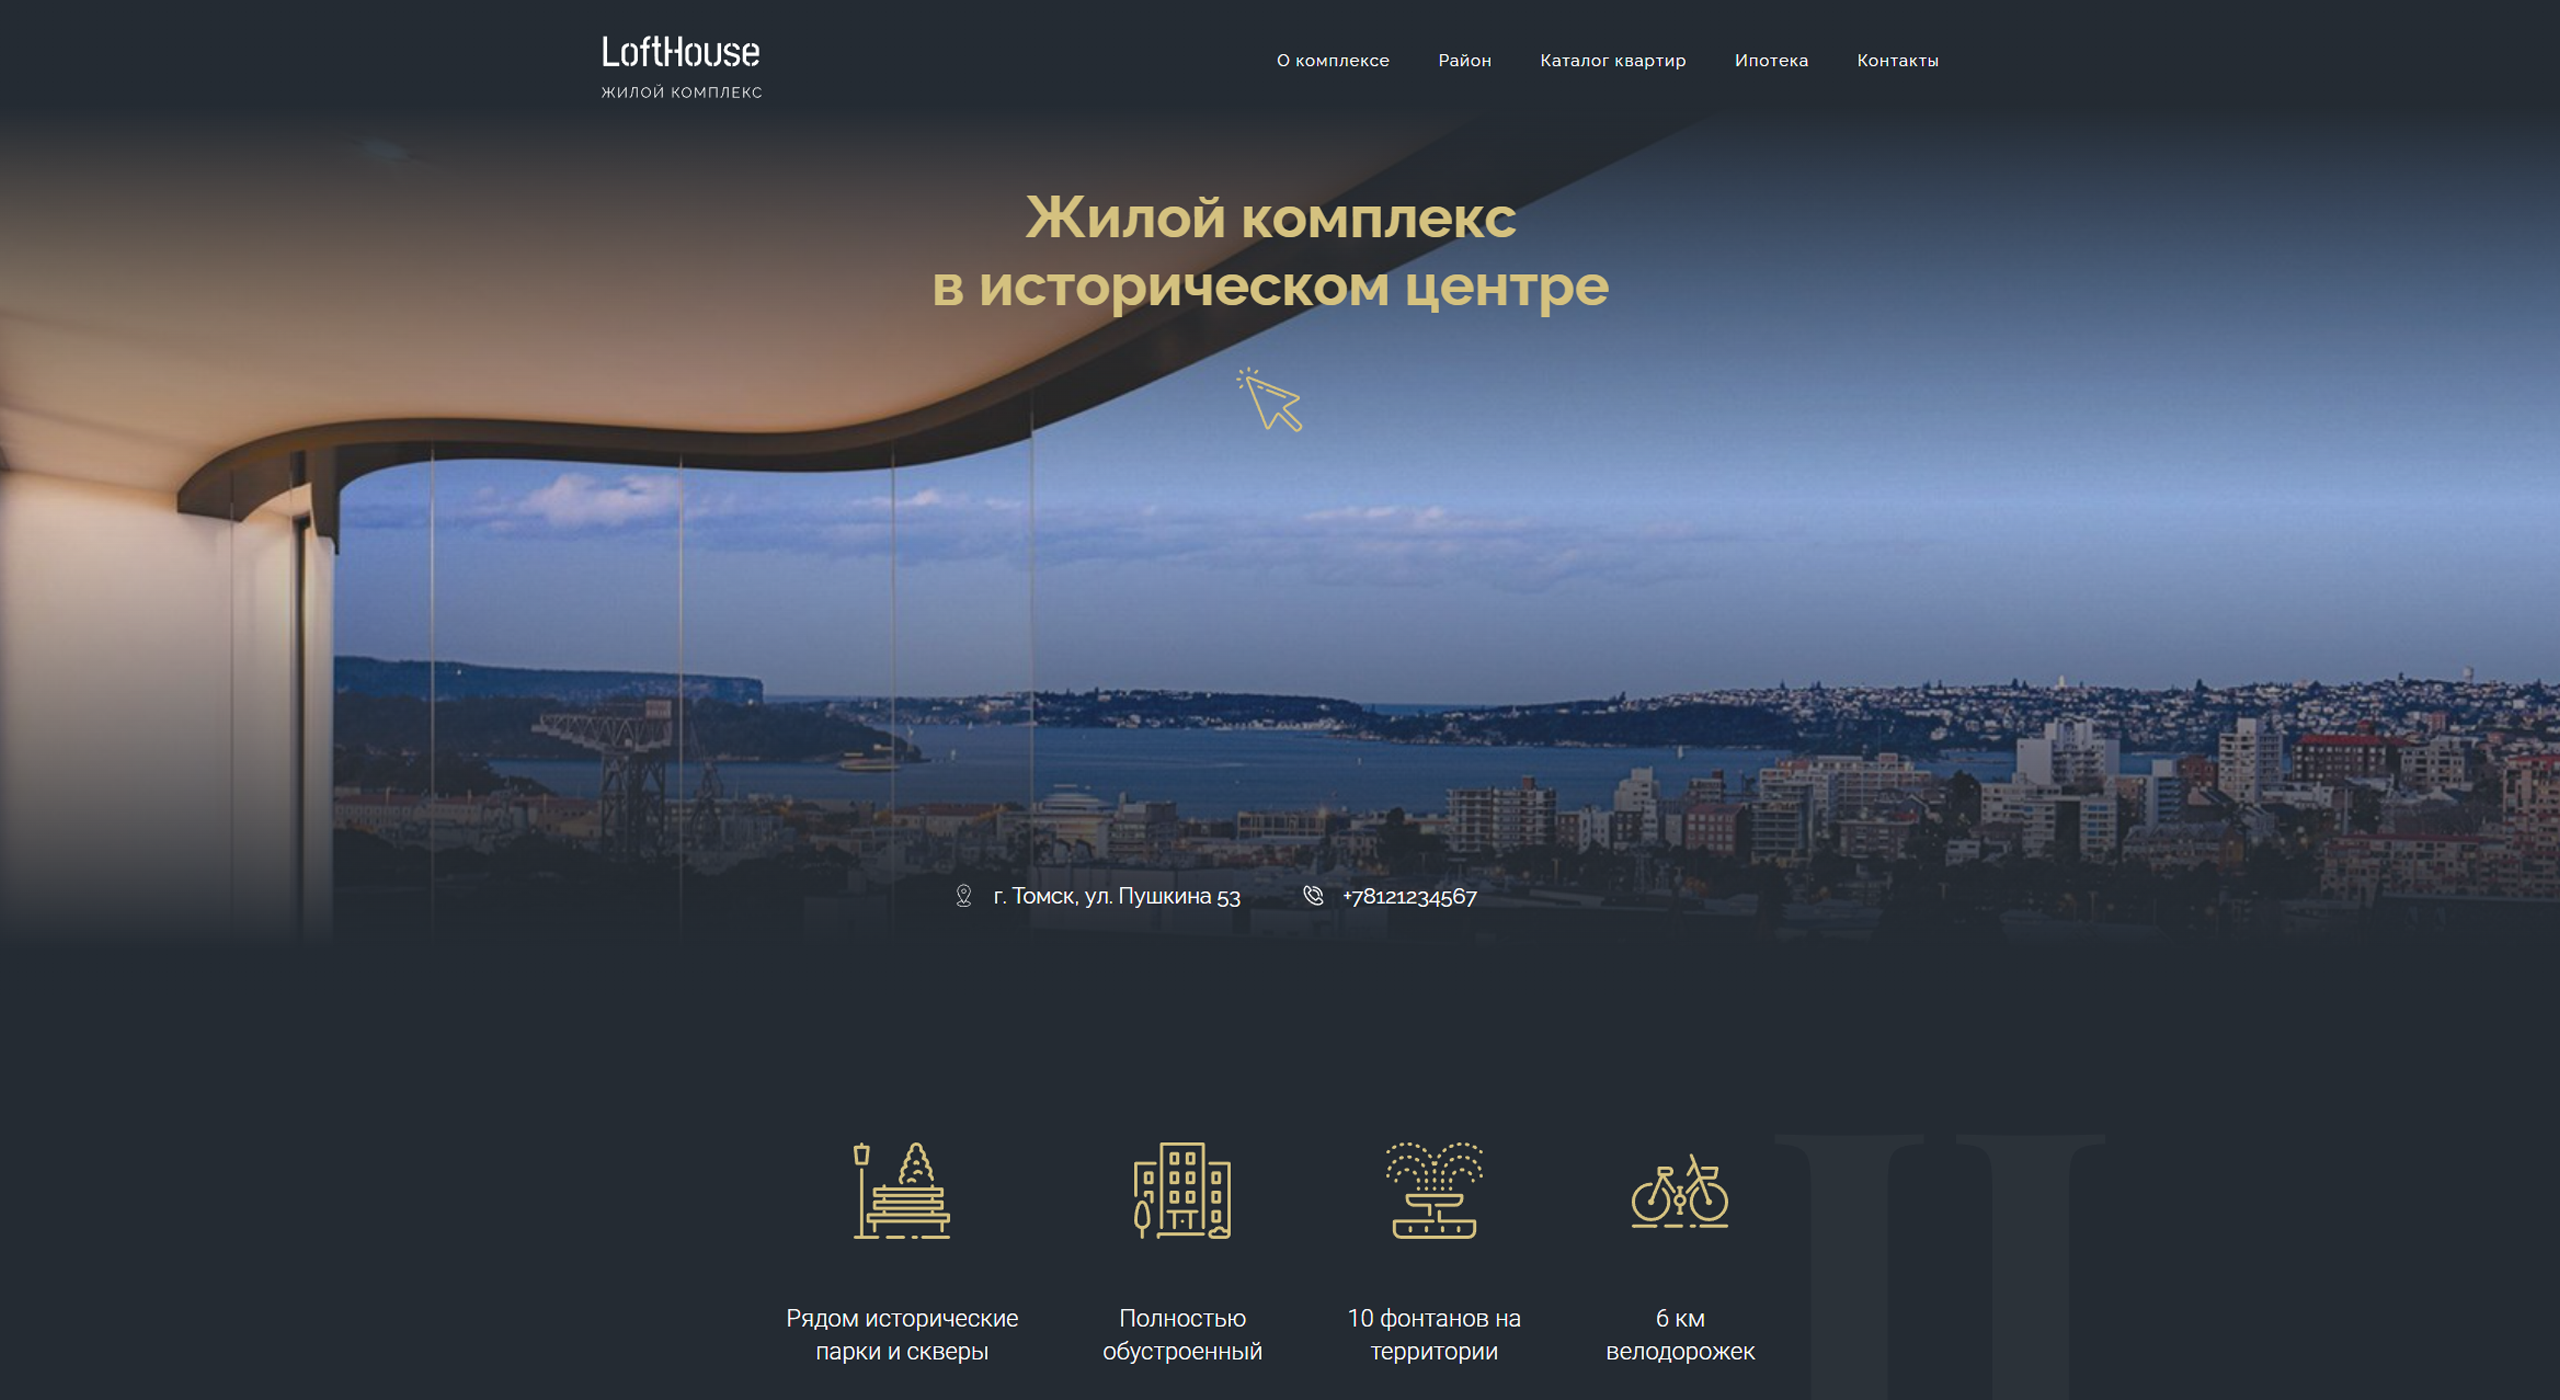 LoftHouse
ЖИЛОЙ КОМПЛЕКС
О комплексе Район Каталог квартир Ипотека Контакты
Жилой комплекс
в историческом центре
г. Томск, ул. Пушкина 53 +78121234567
II
Рядом исторические
парки и скверы
Полностью
обустроенный
10 фонтанов на
территории
6 км
велодорожек